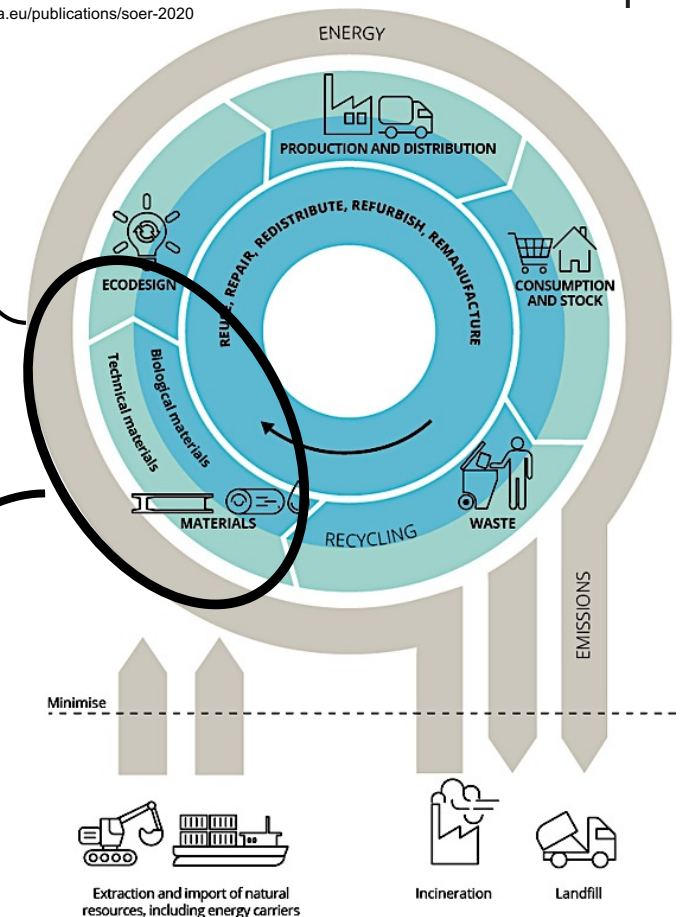 a.eu/publications/soer-2020
ENERGY
PRODUCTION AND DISTRIBUTION
REUSE, REPAIR, REDISTRIBUTE, REFURBISH, REMANUFACTURE
ECODESIGN
CONSUMPTION
AND STOCK
Technical materials
Biological materials
MATERIALS
RECYCLING
WASTE
EMISSIONS
Minimise
Extraction and import of natural
resources, including energy carriers
Incineration
Landfill